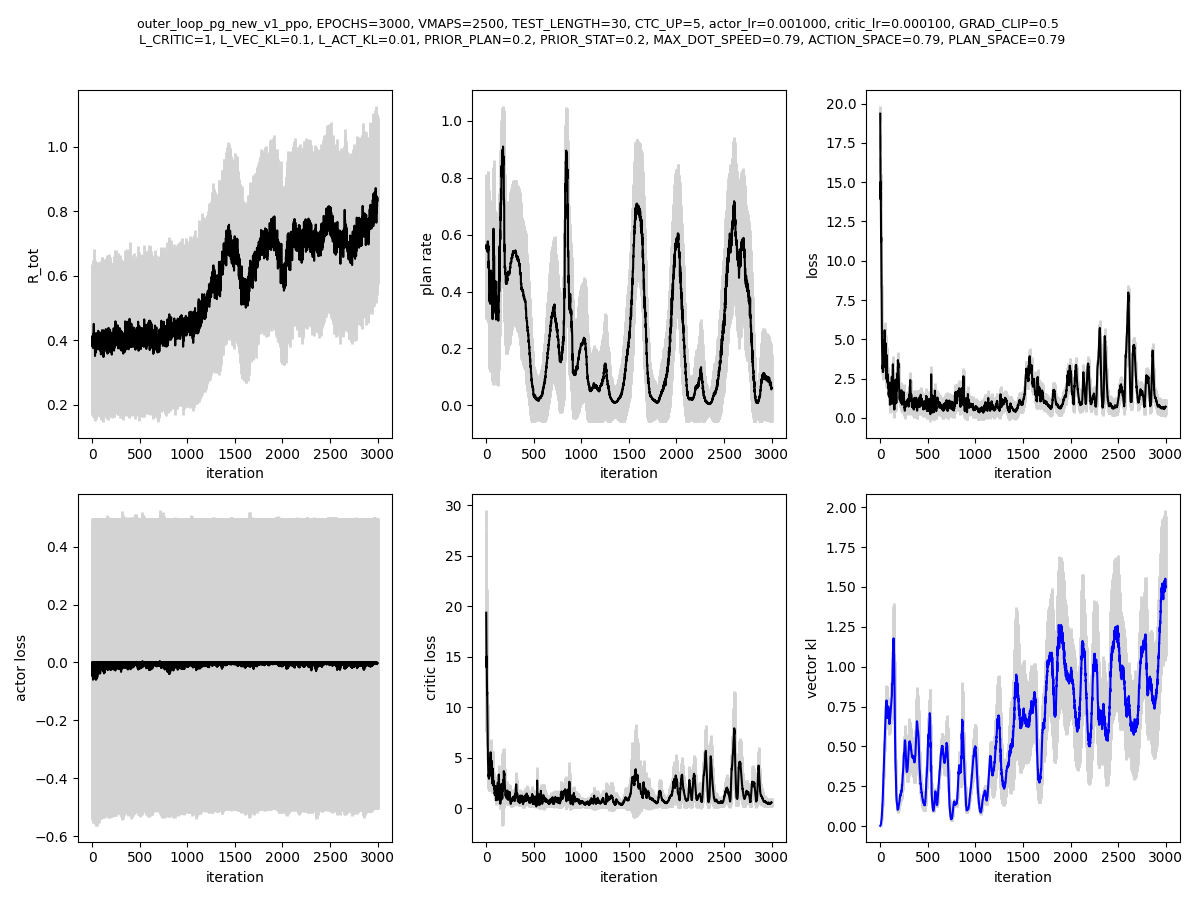 outer_loop_pg_new_v1_ppo, EPOCHS=3000, VMAPS=2500, TEST_LENGTH=30, CTC_UP=5, actor_lr=0.001000, critic_lr=0.000100, GRAD_CLIP=0.5
L_CRITIC=1, L_VEC_KL=0.1, L_ACT_KL=0.01, PRIOR_PLAN=0.2, PRIOR_STAT=0.2, MAX_DOT_SPEED=0.79, ACTION_SPACE=0.79, PLAN_SPACE=0.79
R_tot
1.0
0.8
0.6
0.4
0.2
0 500 1000 1500 2000 2500 3000
iteration
plan rate
1.0
0.8
0.6
0.4
0.2
0.0
0 500 1000 1500 2000 2500 3000
iteration
loss
20.0
17.5
15.0
12.5
10.0
7.5
5.0
2.5
0.0
0 500 1000 1500 2000 2500 3000
iteration
actor loss
0.4
0.2
0.0
−0.2
−0.4
−0.6
0 500 1000 1500 2000 2500 3000
iteration
critic loss
30
25
20
15
10
5
0
0 500 1000 1500 2000 2500 3000
iteration
vector kl
2.00
1.75
1.50
1.25
1.00
0.75
0.50
0.25
0.00
0 500 1000 1500 2000 2500 3000
iteration